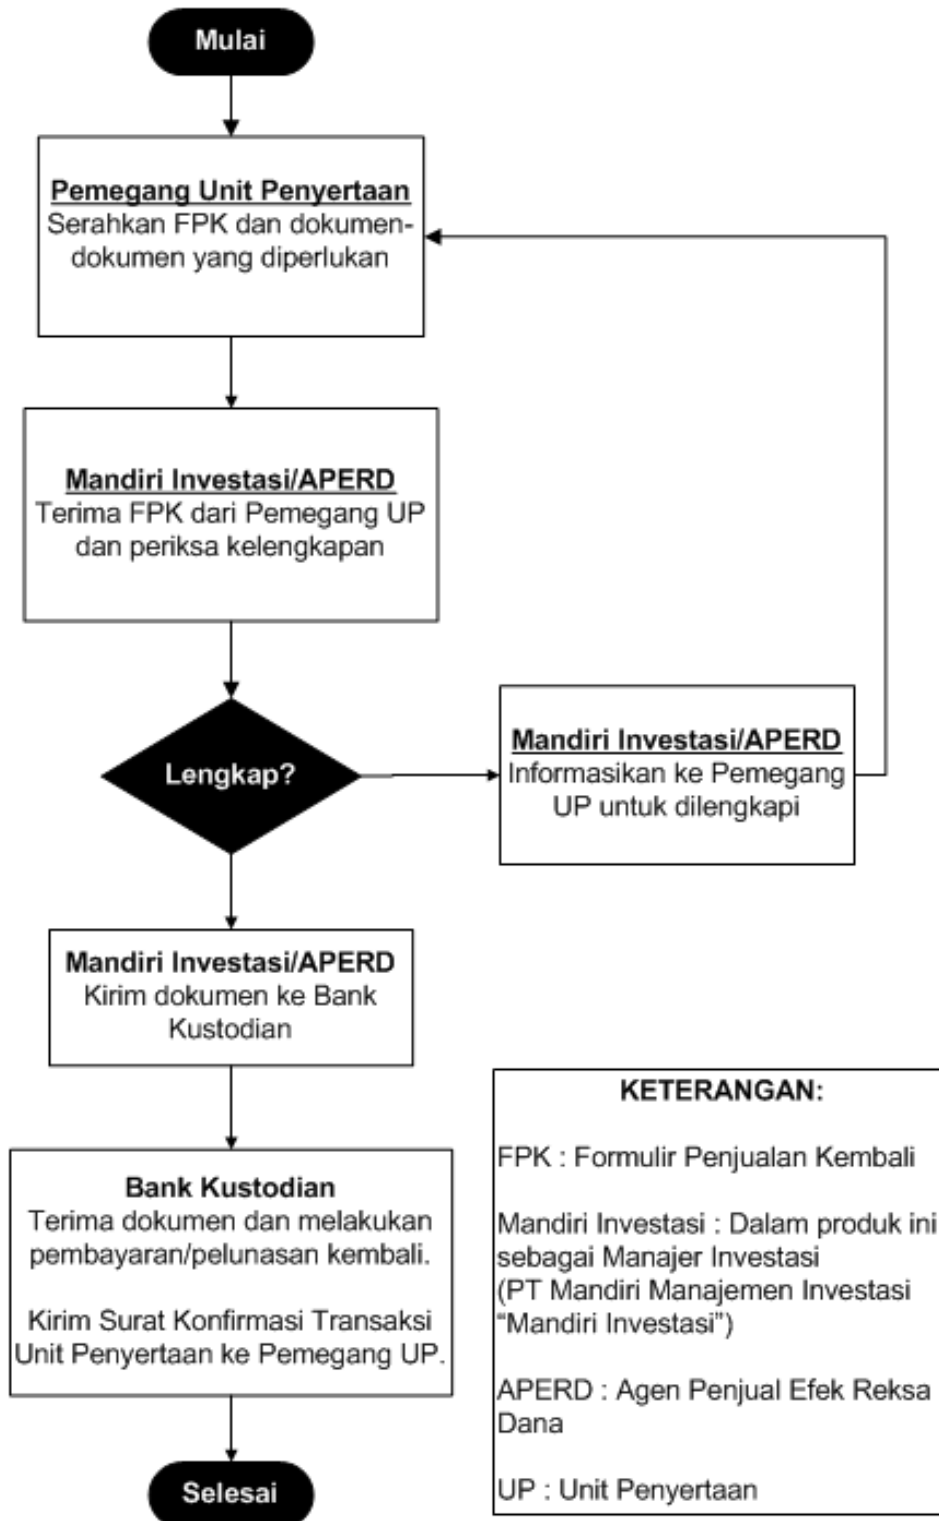 Mulai
Pemegang Unit Penyertaan
Serahkan FPK dan dokumen-
dokumen yang diperlukan
Mandiri Investasi/APERD
Terima FPK dari Pemegang UP
dan periksa kelengkapan
Lengkap?
Mandiri Investasi/APERD
Informasikan ke Pemegang
UP untuk dilengkapi
Mandiri Investasi/APERD
Kirim dokumen ke Bank
Kustodian
Bank Kustodian
Terima dokumen dan melakukan
pembayaran/pelunasan kembali.
Kirim Surat Konfirmasi Transaksi
Unit Penyertaan ke Pemegang UP.
Selesai
KETERANGAN:
FPK : Formulir Penjualan Kembali
Mandiri Investasi : Dalam produk ini
sebagai Manajer Investasi
(PT Mandiri Manajemen Investasi
“Mandiri Investasi”)
APERD : Agen Penjual Efek Reksa
Dana
UP : Unit Penyertaan